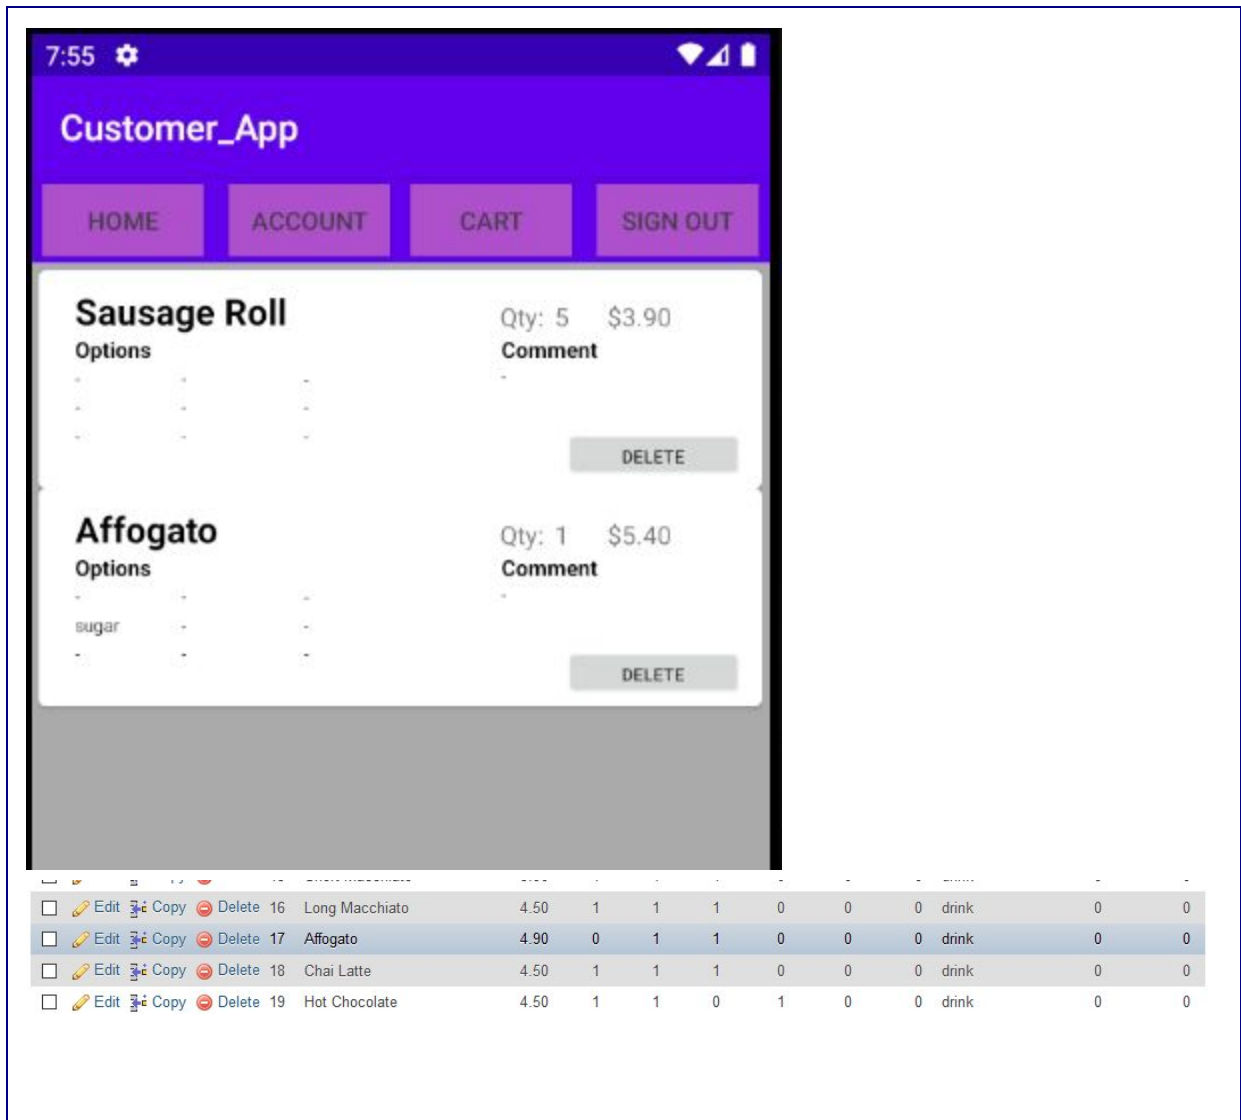 7:55
Customer_App
HOME ACCOUNT CART SIGN OUT
Sausage Roll Qty: 5 $3.90
Options Comment
- - - -
- - -
- - -
DELETE
Affogato Qty: 1 $5.40
Options Comment
- - - -
sugar - -
- - -
DELETE
Edit Copy Delete 16 Long Macchiato 4.50 1 1 1 0 0 0 drink 0 0
Edit Copy Delete 17 Affogato 4.90 0 1 1 0 0 0 drink 0 0
Edit Copy Delete 18 Chai Latte 4.50 1 1 1 0 0 0 drink 0 0
Edit Copy Delete 19 Hot Chocolate 4.50 1 1 0 1 0 0 drink 0 0